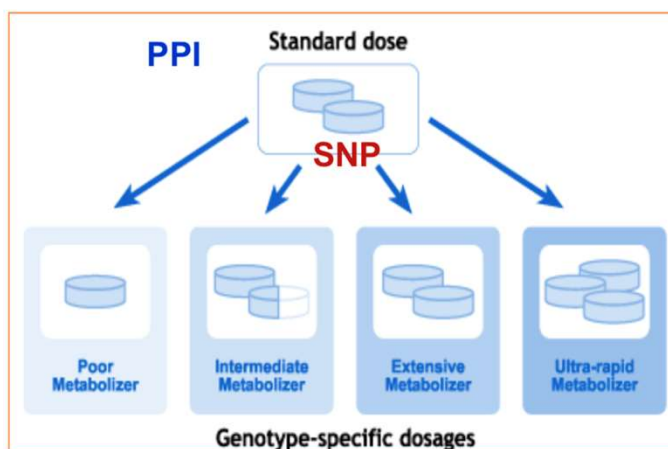 Standard dose
PPI
SNP
Poor
Metabolizer
Intermediate
Metabolizer
Extensive
Metabolizer
Ultra-rapid
Metabolizer
Genotype-specific dosages